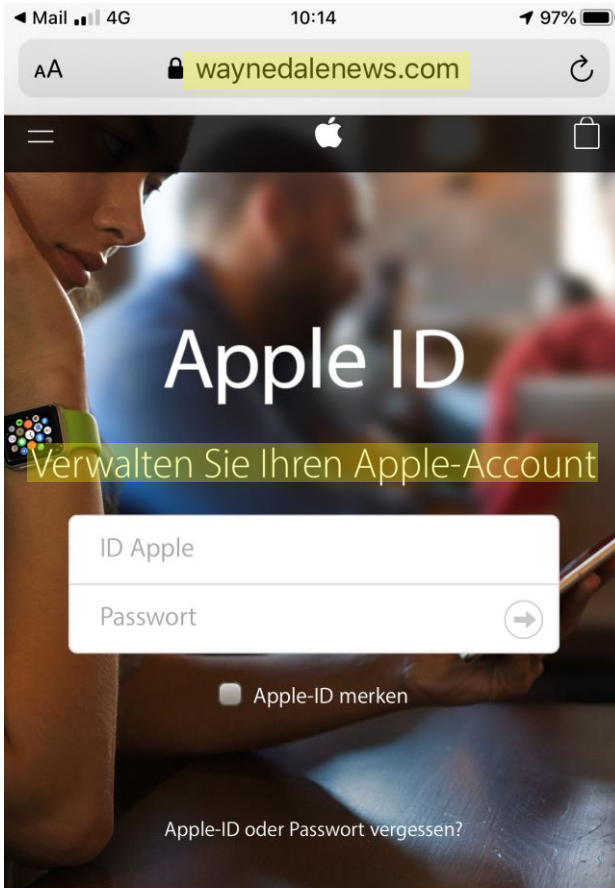 Mail 4G 10:14 97%
AA waynedalenews.com
Apple ID
Verwalten Sie Ihren Apple-Account
ID Apple
Passwort
Apple-ID merken
Apple-ID oder Passwort vergessen?